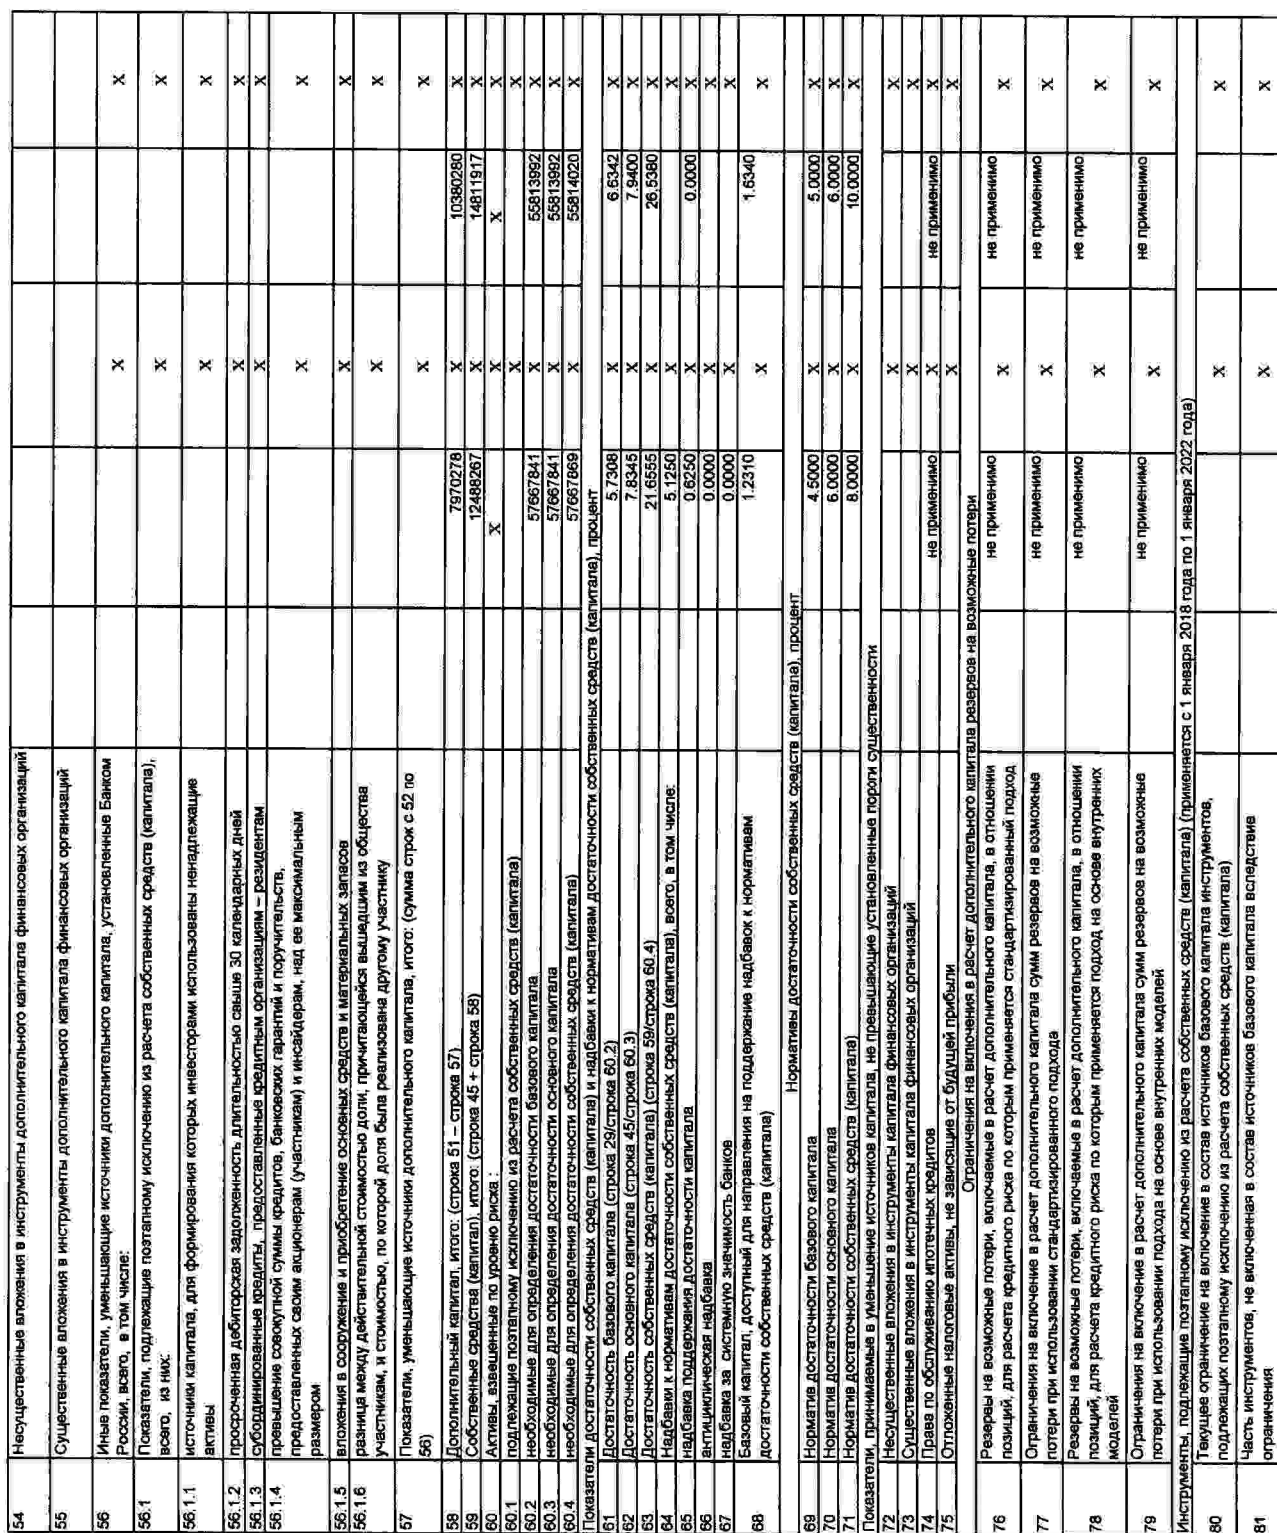 54 Несущественные вложения в инструменты дополнительного капитала финансовых организаций
55 Существенные вложения в инструменты дополнительного капитала финансовых организаций
56 Иные показатели, уменьшающие источники дополнительного капитала, установленные Банком X X
России, всего, в том числе:
56.1 Показатели, подлежащие поэтапному исключению из расчета собственных средств (капитала), X X
всего, из них:
56.1.1 источники капитала, для формирования которых инвесторами использованы ненадлежащие X X
активы
56.1.2 просроченная дебиторская задолженность длительностью свыше 30 календарных дней X X
56.1.3 субординированные кредиты, предоставленные кредитным организациям – резидентам X X
56.1.4 превышение совокупной суммы кредитов, банковских гарантий и поручительств, X X
предоставленных своим акционерам (участникам) и инсайдерам, над ее максимальным
размером
56.1.5 вложения в сооружение и приобретение основных средств и материальных запасов X X
56.1.6 разница между действительной стоимостью доли, причитающейся вышедшим из общества X X
участникам, и стоимостью, по которой доля была реализована другому участнику
57 Показатели, уменьшающие источники дополнительного капитала, итого: (сумма строк с 52 по X X
56)
58 Дополнительный капитал, итого: (строка 51 – строка 57) 7970278 X 10380280 X
59 Собственные средства (капитал), итого: (строка 45 + строка 58) 12488267 X 14811917 X
60 Активы, взвешенные по уровню риска : X X X X
60.1 подлежащие поэтапному исключению из расчета собственных средств (капитала) X X
60.2 необходимые для определения достаточности базового капитала 57667841 X 55813992 X
60.3 необходимые для определения достаточности основного капитала 57667841 X 55813992 X
60.4 необходимые для определения достаточности собственных средств (капитала) 57667869 X 55814020 X
Показатели достаточности собственных средств (капитала) и надбавки к нормативам достаточности собственных средств (капитала), процент
61 Достаточность базового капитала (строка 29/строка 60.2) 5.7308 X 6.6342 X
62 Достаточность основного капитала (строка 45/строка 60.3) 7.8345 X 7.9400 X
63 Достаточность собственных средств (капитала) (строка 59/строка 60.4) 21.6555 X 26.5380 X
64 Надбавки к нормативам достаточности собственных средств (капитала), всего, в том числе: 5.1250 X X
65 надбавка поддержания достаточности капитала 0.6250 X 0.0000 X
66 антициклическая надбавка 0.0000 X X
67 надбавка за системную значимость банков 0.0000 X X
68 Базовый капитал, доступный для направления на поддержание надбавок к нормативам 1.2310 X 1.6340 X
достаточности собственных средств (капитала)
Нормативы достаточности собственных средств (капитала), процент
69 Норматив достаточности базового капитала 4.5000 X 5.0000 X
70 Норматив достаточности основного капитала 6.0000 X 6.0000 X
71 Норматив достаточности собственных средств (капитала) 8.0000 X 10.0000 X
Показатели, принимаемые в уменьшение источников капитала, не превышающие установленные пороги существенности
72 Несущественные вложения в инструменты капитала финансовых организаций X X
73 Существенные вложения в инструменты капитала финансовых организаций X X
74 Права по обслуживанию ипотечных кредитов не применимо X не применимо X
75 Отложенные налоговые активы, не зависящие от будущей прибыли X X
Ограничения на включения в расчет дополнительного капитала резервов на возможные потери
76 Резервы на возможные потери, включаемые в расчет дополнительного капитала, в отношении не применимо X не применимо X
позиций, для расчета кредитного риска по которым применяется стандартизированный подход
77 Ограничения на включение в расчет дополнительного капитала сумм резервов на возможные не применимо X не применимо X
потери при использовании стандартизированного подхода
78 Резервы на возможные потери, включаемые в расчет дополнительного капитала, в отношении не применимо X не применимо X
позиций, для расчета кредитного риска по которым применяется подход на основе внутренних
моделей
79 Ограничения на включение в расчет дополнительного капитала сумм резервов на возможные не применимо X не применимо X
потери при использовании подхода на основе внутренних моделей
Инструменты, подлежащие поэтапному исключению из расчета собственных средств (капитала) (применяется с 1 января 2018 года по 1 января 2022 года)
80 Текущее ограничение на включение в состав источников базового капитала инструментов, X X
подлежащих поэтапному исключению из расчета собственных средств (капитала)
81 Часть инструментов, не включенная в состав источников базового капитала вследствие X X
ограничения